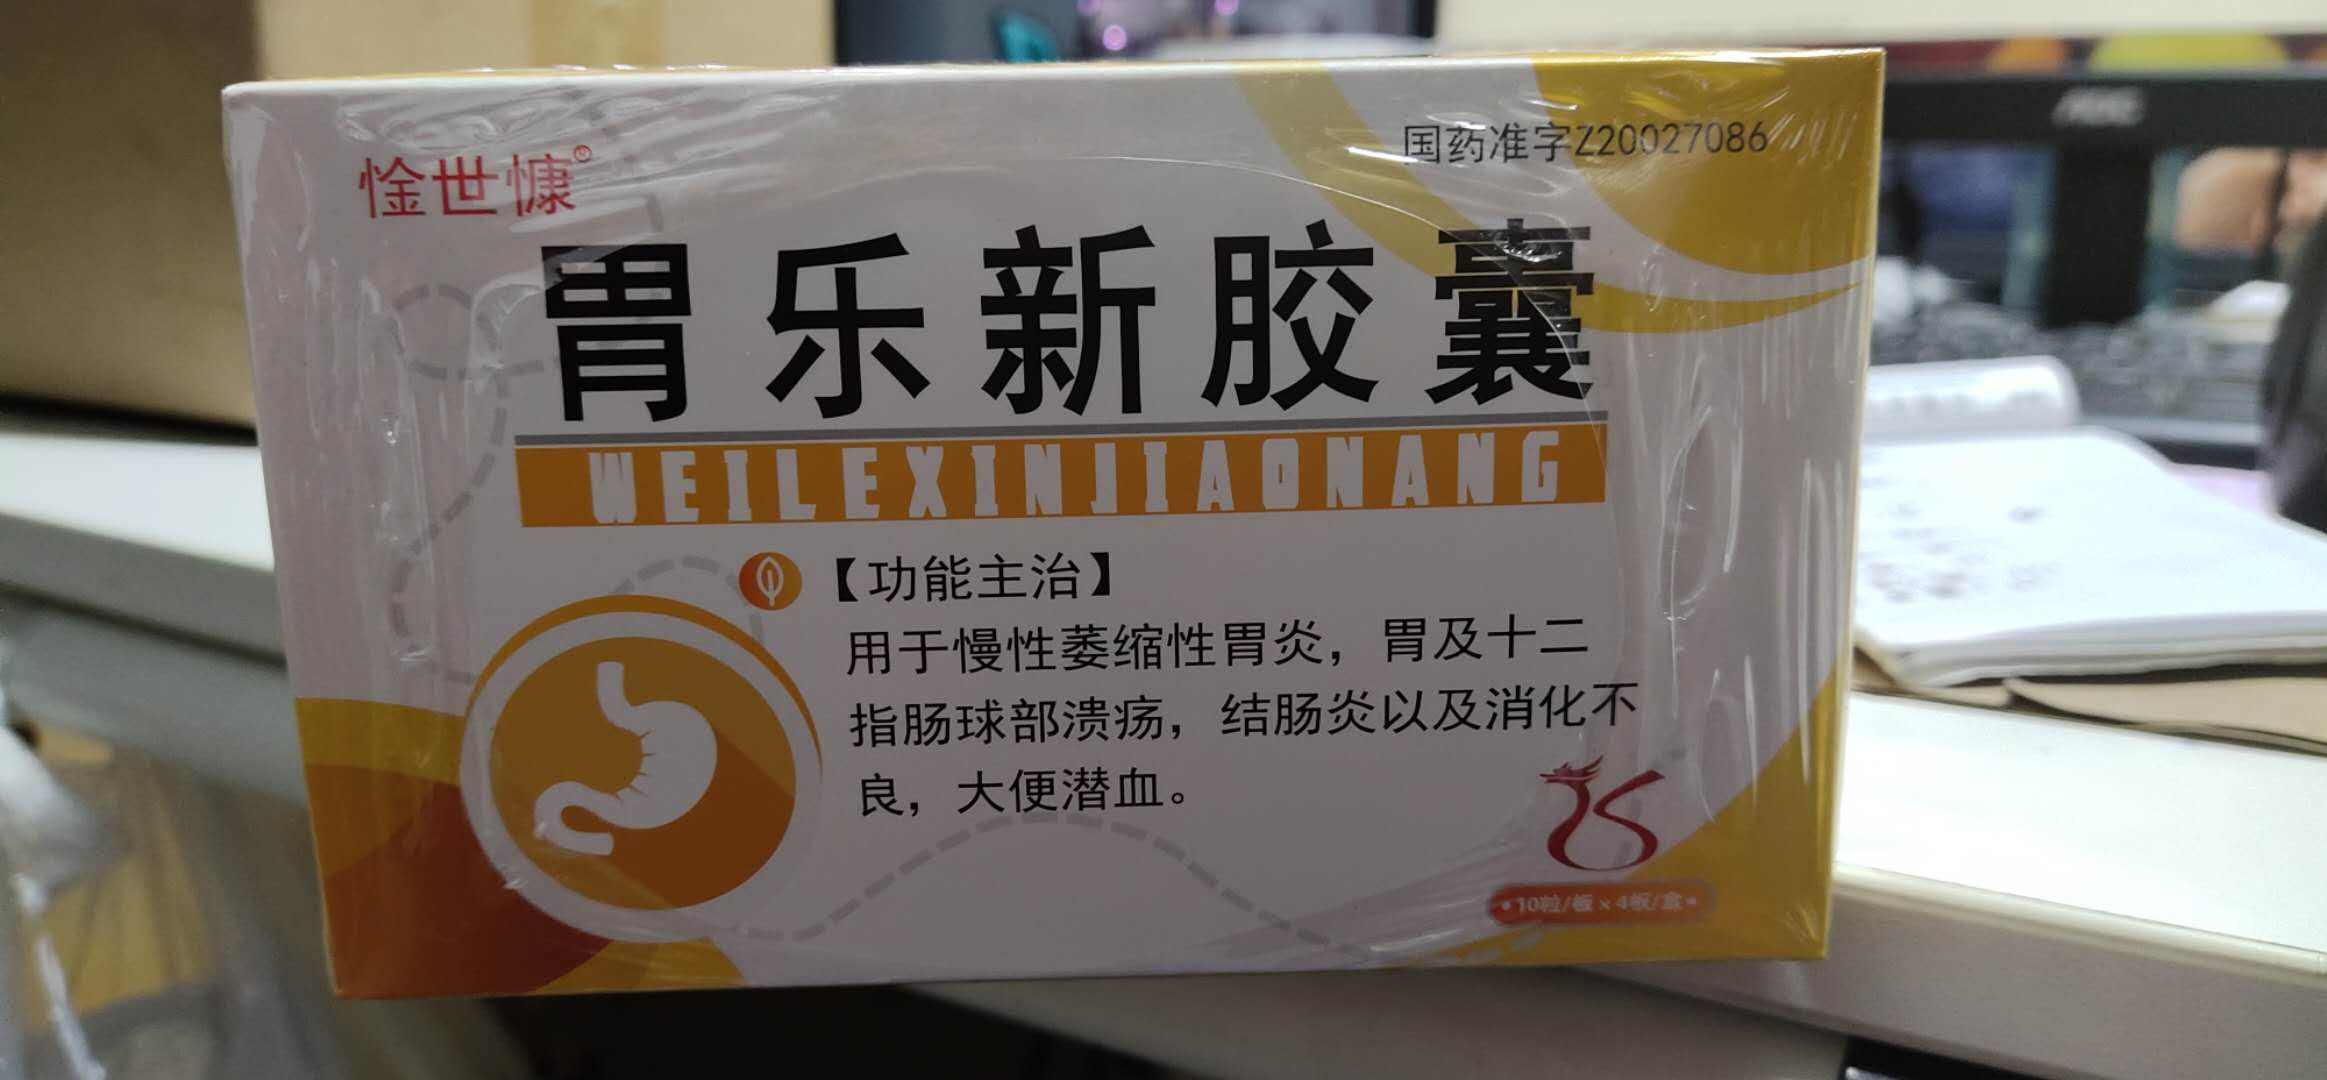 惍世慷®
国药准字Z20027086
胃乐新胶囊
WEILEXINJIAONANG
【功能主治】
用于慢性萎缩性胃炎，胃及十二
指肠球部溃疡，结肠炎以及消化不
良，大便潜血。
•10粒/板×4板/盒•
AOC